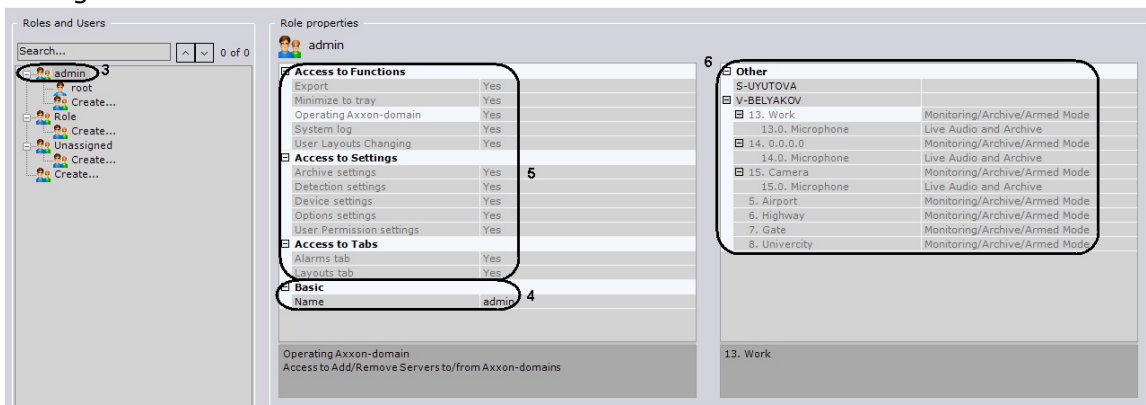 Roles and Users
Search...
0 of 0
admin 3
root
Create...
Role
Create...
Unassigned
Create...
Create...
Role properties
admin
Access to Functions
Export Yes
Minimize to tray Yes
Operating Axxon-domain Yes
System log Yes
User Layouts Changing Yes
Access to Settings
Archive settings Yes
5
Detection settings Yes
Device settings Yes
Options settings Yes
User Permission settings Yes
Access to Tabs
Alarms tab Yes
Layouts tab Yes
Basic
4
Name admin
Operating Axxon-domain
Access to Add/Remove Servers to/from Axxon-domains
6
Other
S-UYUTOVA
V-BELYAKOV
13. Work Monitoring/Archive/Armed Mode
13.0. Microphone Live Audio and Archive
14. 0.0.0.0 Monitoring/Archive/Armed Mode
14.0. Microphone Live Audio and Archive
15. Camera Monitoring/Archive/Armed Mode
15.0. Microphone Live Audio and Archive
5. Airport Monitoring/Archive/Armed Mode
6. Highway Monitoring/Archive/Armed Mode
7. Gate Monitoring/Archive/Armed Mode
8. Univercity Monitoring/Archive/Armed Mode
13. Work